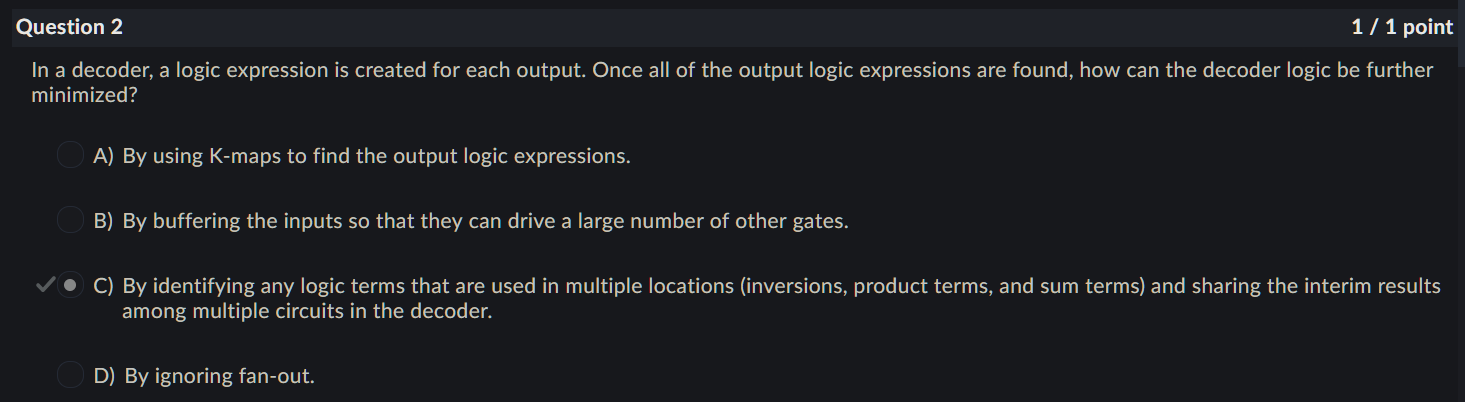 Question 2 1 / 1 point
In a decoder, a logic expression is created for each output. Once all of the output logic expressions are found, how can the decoder logic be further
minimized?
A) By using K-maps to find the output logic expressions.
B) By buffering the inputs so that they can drive a large number of other gates.
C) By identifying any logic terms that are used in multiple locations (inversions, product terms, and sum terms) and sharing the interim results
among multiple circuits in the decoder.
D) By ignoring fan-out.